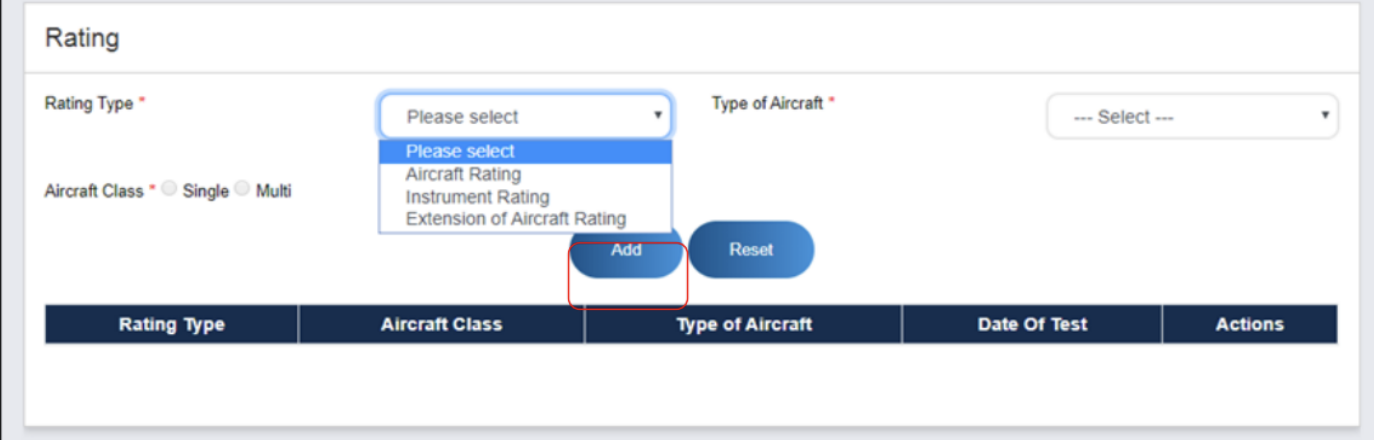 Rating
Rating Type * Please select Type of Aircraft * --- Select ---
Please select
Aircraft Rating
Aircraft Class * Single Multi
Instrument Rating
Extension of Aircraft Rating
Add Reset
Rating Type Aircraft Class Type of Aircraft Date Of Test Actions